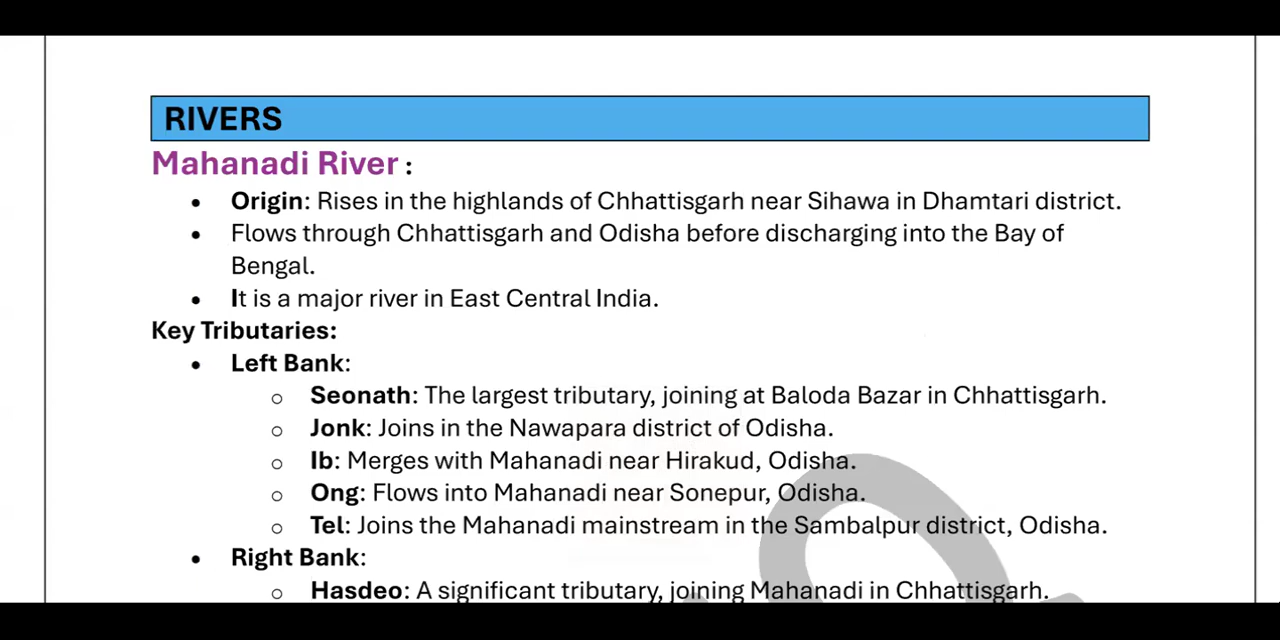 RIVERS
Mahanadi River :
• Origin: Rises in the highlands of Chhattisgarh near Sihawa in Dhamtari district.
• Flows through Chhattisgarh and Odisha before discharging into the Bay of
Bengal.
• It is a major river in East Central India.
Key Tributaries:
• Left Bank:
o Seonath: The largest tributary, joining at Baloda Bazar in Chhattisgarh.
o Jonk: Joins in the Nawapara district of Odisha.
o Ib: Merges with Mahanadi near Hirakud, Odisha.
o Ong: Flows into Mahanadi near Sonepur, Odisha.
o Tel: Joins the Mahanadi mainstream in the Sambalpur district, Odisha.
• Right Bank:
o Hasdeo: A significant tributary, joining Mahanadi in Chhattisgarh.